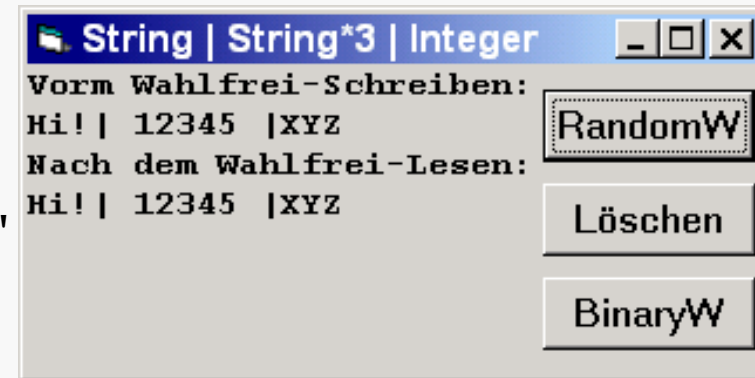 String | String*3 | Integer
Vorm Wahlfrei-Schreiben:
Hi!| 12345 |XYZ
Nach dem Wahlfrei-Lesen:
Hi!| 12345 |XYZ
RandomW
Löschen
BinaryW
"